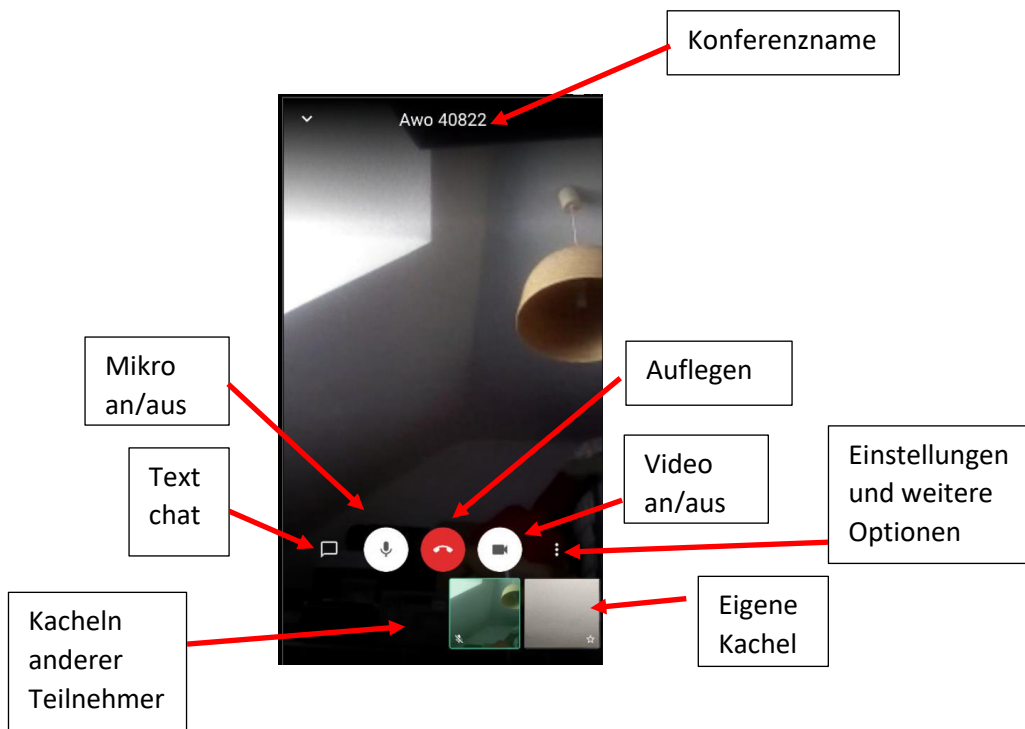 Konferenzname
Awo 40822
Mikro
an/aus
Auflegen
Text
chat
Video
an/aus
Einstellungen
und weitere
Optionen
Kacheln
anderer
Teilnehmer
Eigene
Kachel